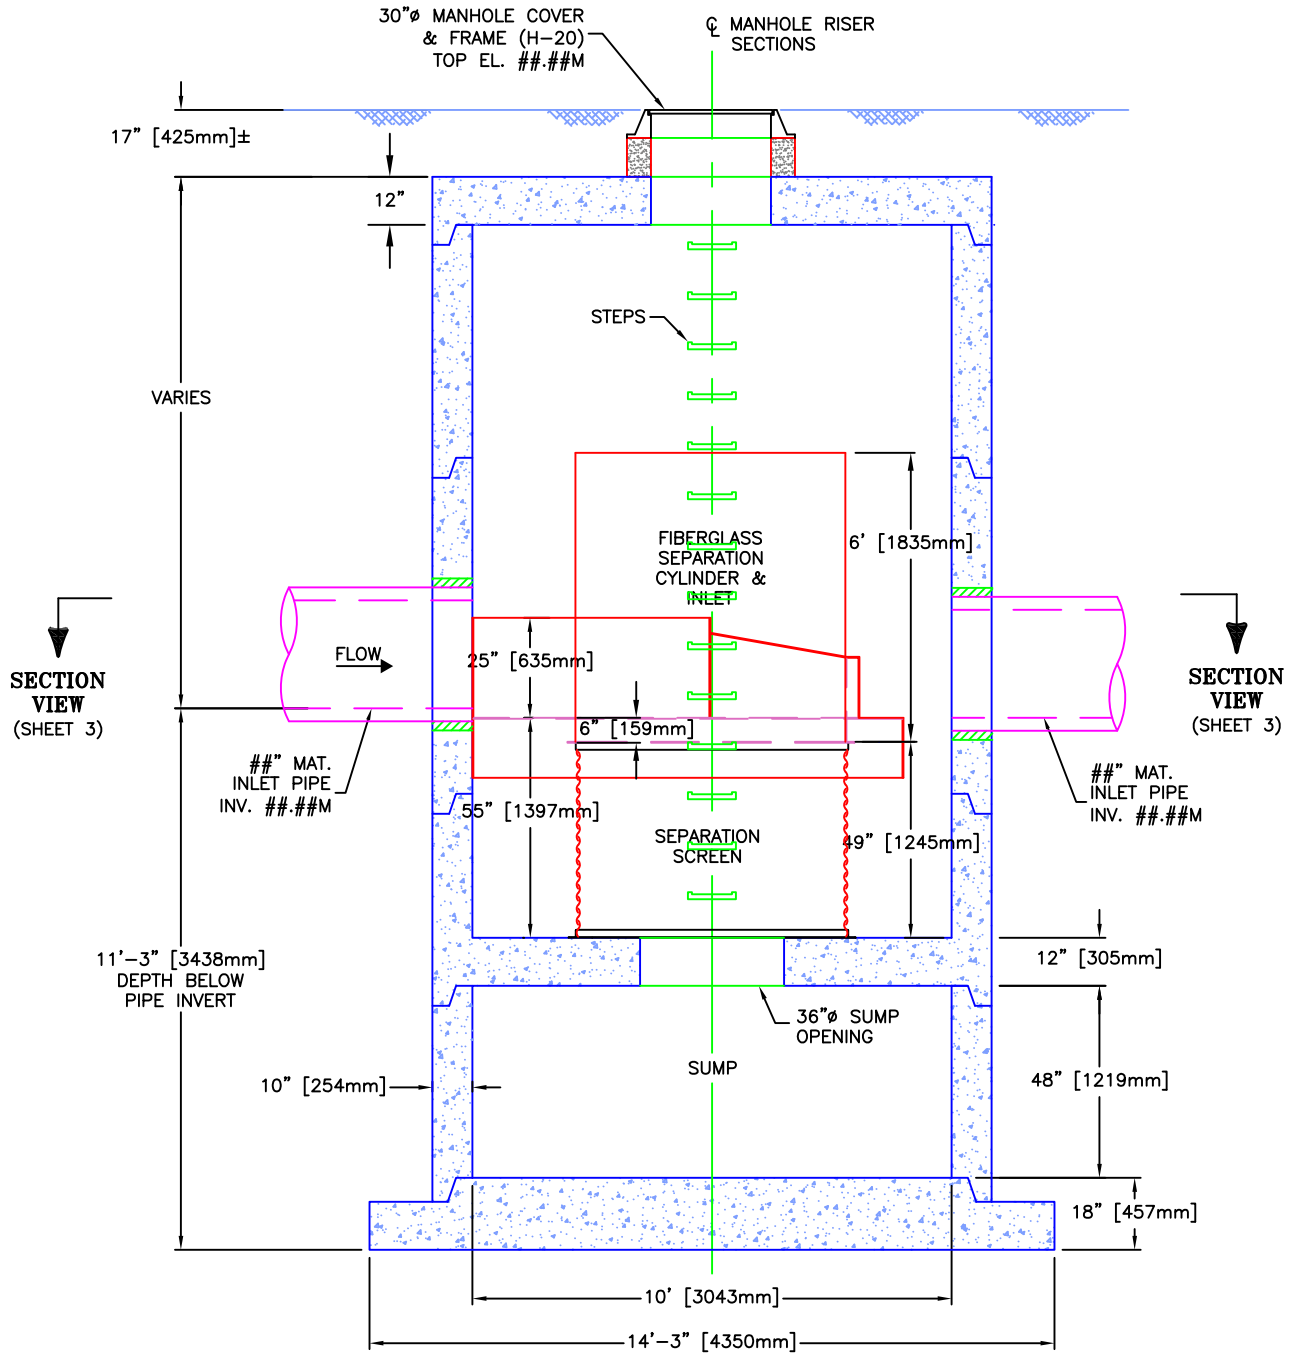 30"ø MANHOLE COVER
& FRAME (H-20)
TOP EL. ##.##M
℄ MANHOLE RISER
SECTIONS
17" [425mm]±
12"
STEPS
VARIES
FIBERGLASS
SEPARATION
CYLINDER &
INLET
6' [1835mm]
FLOW
25" [635mm]
SECTION
VIEW
(SHEET 3)
SECTION
VIEW
(SHEET 3)
6" [159mm]
##" MAT.
INLET PIPE
INV. ##.##M
##" MAT.
INLET PIPE
INV. ##.##M
55" [1397mm]
SEPARATION
SCREEN
49" [1245mm]
11'-3" [3438mm]
DEPTH BELOW
PIPE INVERT
12" [305mm]
36"ø SUMP
OPENING
SUMP
10" [254mm]
48" [1219mm]
18" [457mm]
10' [3043mm]
14'-3" [4350mm]